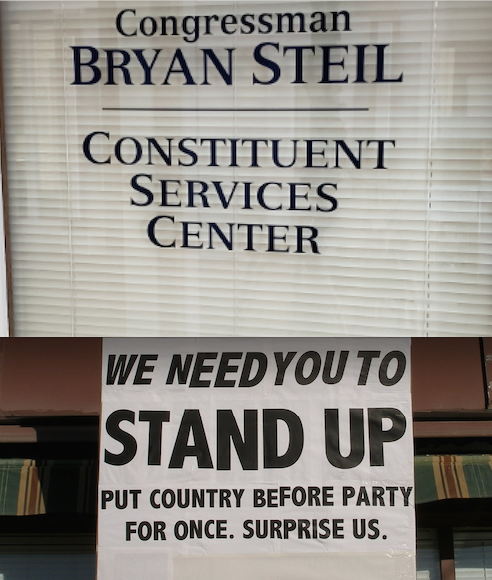 Congressman
BRYAN STEIL
CONSTITUENT
SERVICES
CENTER
WE NEED YOU TO
STAND UP
PUT COUNTRY BEFORE PARTY
FOR ONCE. SURPRISE US.